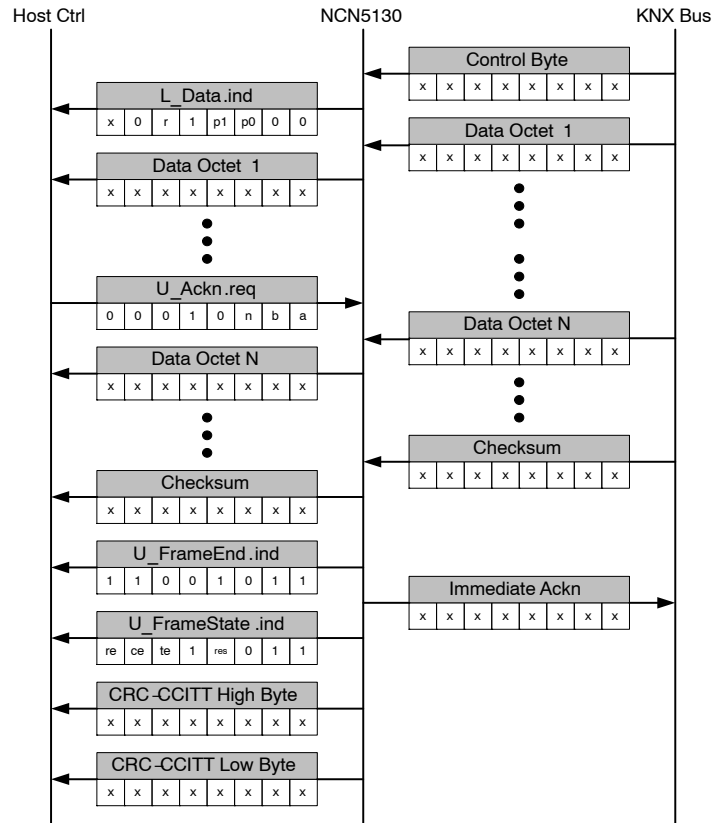 Host Ctrl NCN5130 KNX Bus
Control Byte
x x x x x x x x
L_Data.ind
x 0 r 1 p1 p0 0 0
Data Octet 1
x x x x x x x x
Data Octet 1
x x x x x x x x
U_Ackn.req
0 0 0 1 0 n b a
Data Octet N
x x x x x x x x
Data Octet N
x x x x x x x x
Checksum
x x x x x x x x
Checksum
x x x x x x x x
U_FrameEnd.ind
1 1 0 0 1 0 1 1
Immediate Ackn
x x x x x x x x
U_FrameState.ind
re ce te 1 res 0 1 1
CRC-CCITT High Byte
x x x x x x x x
CRC-CCITT Low Byte
x x x x x x x x